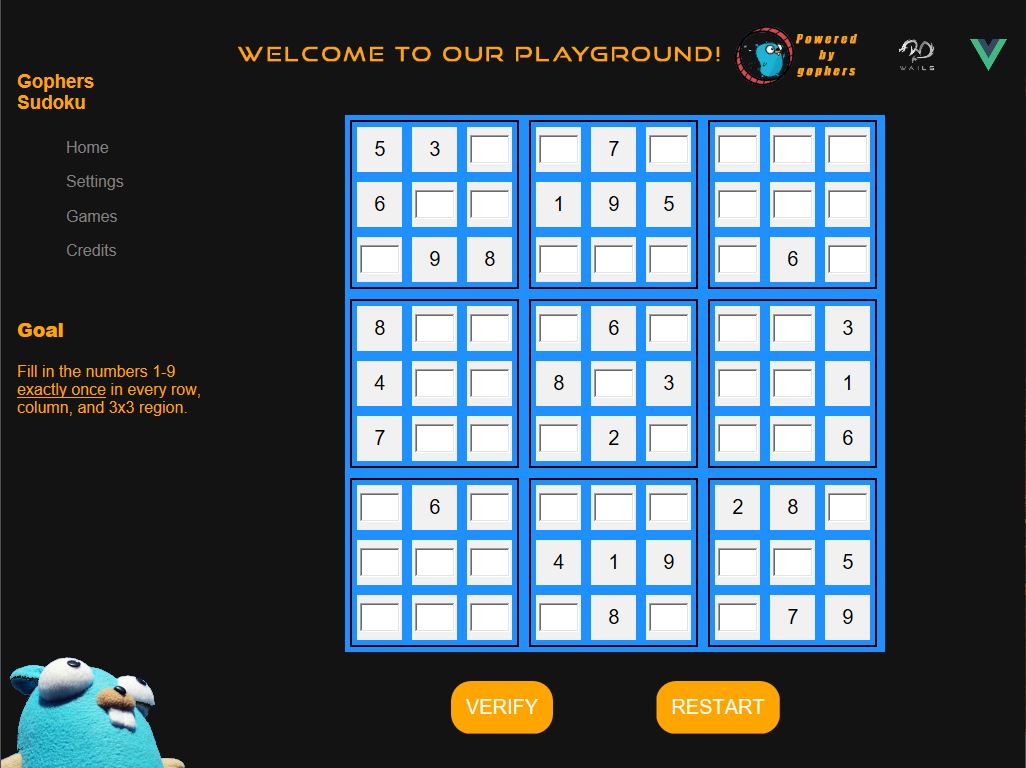 WELCOME TO OUR PLAYGROUND!
Powered
by
gophers
WAILS
Gophers
Sudoku
Home
Settings
Games
Credits
Goal
Fill in the numbers 1-9
exactly once in every row,
column, and 3x3 region.
5 3 7
6 1 9 5
9 8 6
8 6 3
4 8 3 1
7 2 6
6 2 8
4 1 9 5
8 7 9
VERIFY RESTART